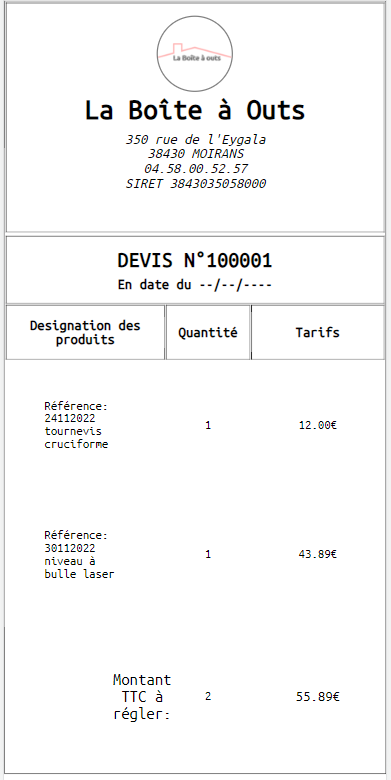 La Boîte à outs
La Boîte à Outs
350 rue de l'Eygala
38430 MOIRANS
04.58.00.52.57
SIRET 3843035058000
DEVIS N°100001
En date du --/--/----
Designation des
produits
Quantité
Tarifs
Référence:
24112022
tournevis
cruciforme
1
12.00€
Référence:
30112022
niveau à
bulle laser
1
43.89€
Montant
TTC à
régler:
2
55.89€